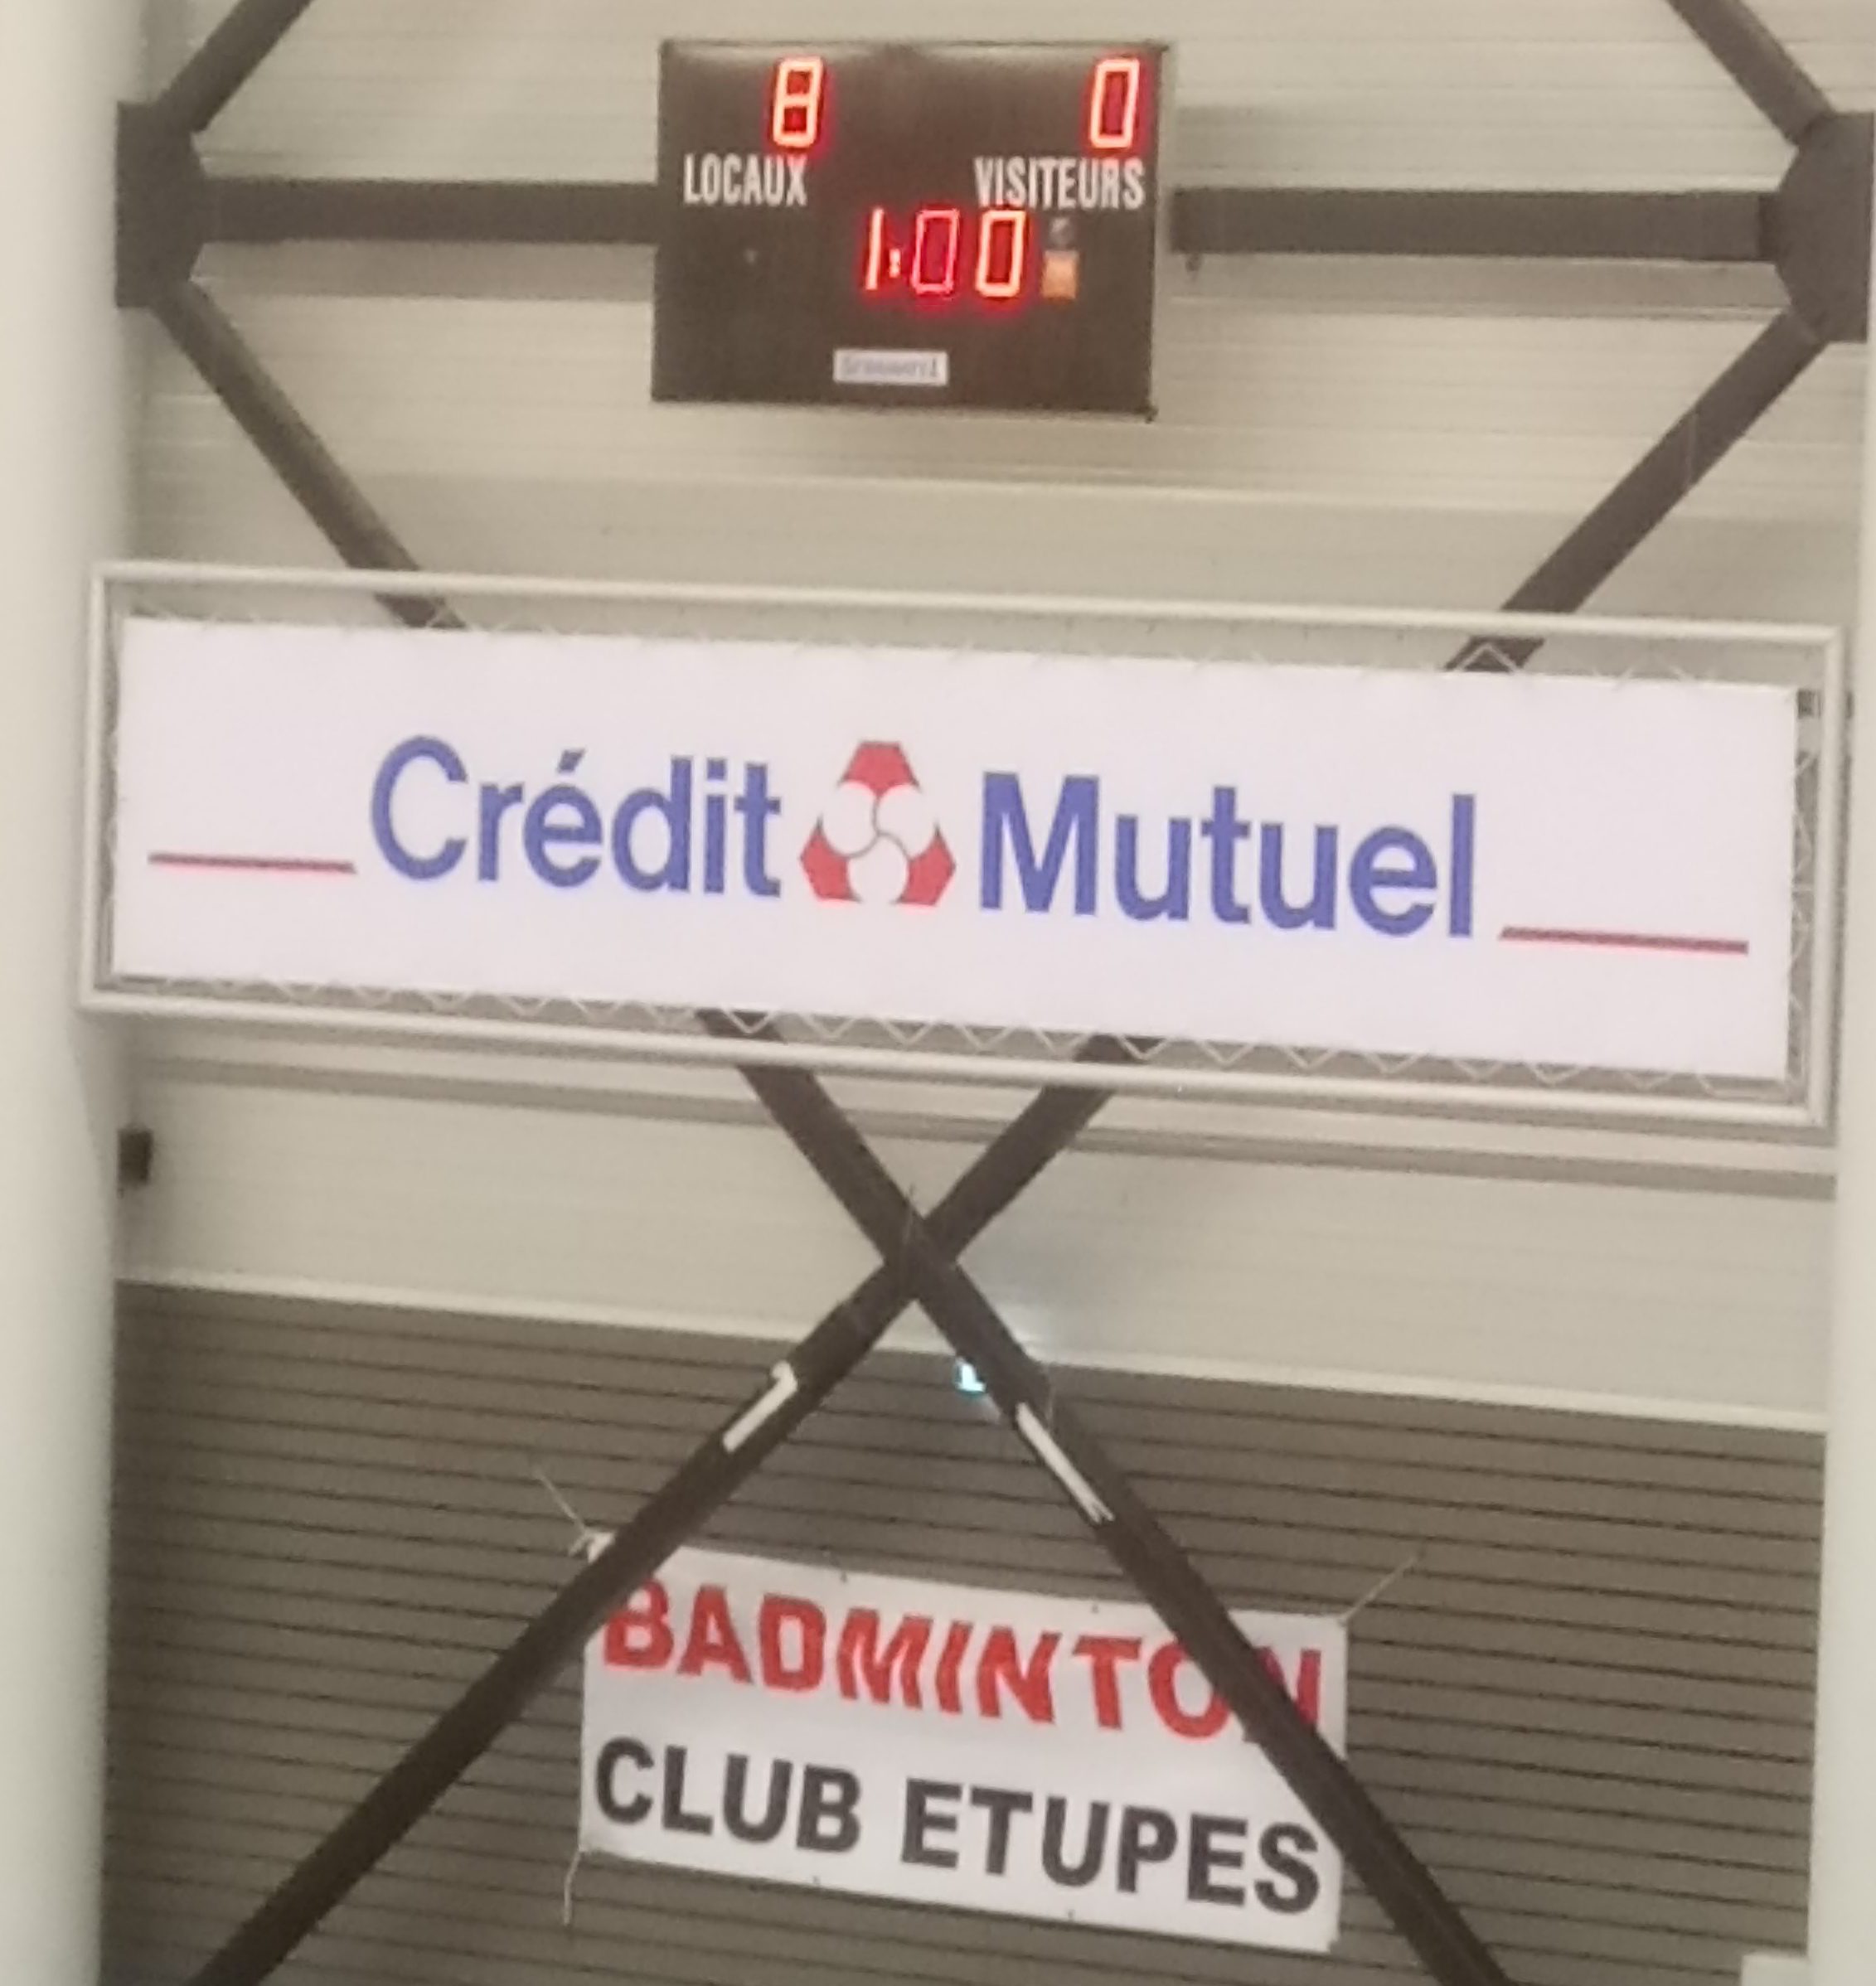 8 0
LOCAUX VISITEURS
1:00
Crédit Mutuel
BADMINTON
CLUB ETUPES